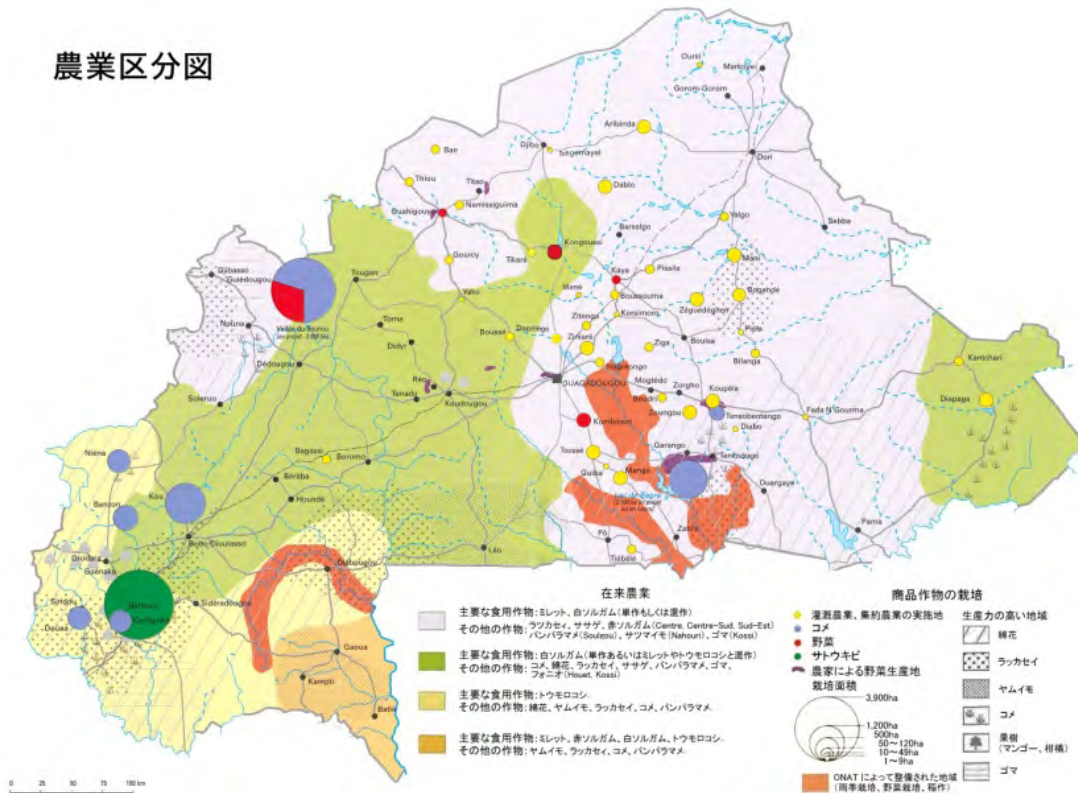 農業区分図
Oursi
Markoyei
Gorom-Gorom
Aribinda
Djibo
Ban
Dori
Thiou
Titao
Dablo
Namissiguima
Ouahigouya
Yalgo
Sebba
Barsalgo
Kongoussi
Djibasso
Guiédougou
Tougan
Gourcy
Tikaré
Kaya
Pissila
Mani
Mané
Boussouma
Bogandé
Nouna
Yako
Korsimoro
Zéguédéghen
Toma
Zitenga
Boussé
Dapélogo
Piéla
Didyr
Ziniaré
Ziga
Boulsa
Bilanga
Kantchari
Dédougou
Nagréongo
Réo
OUAGADOUGOU
Mogtédo
Zorgho
Koupéla
Diapaga
Solenzo
Tenado
Koudougou
Boudri
Zoungou
Tensobentenga
Fada N'Gourma
Kombissiri
Diabo
Niéna
Bagassi
Boromo
Toussé
Garango
Tenkodogo
Manga
Béréba
Kou
Houndé
Lac de Bagré
Ouargaye
Banzon
Bobo-Dioulasso
Pô
Zabré
Pama
Léo
Tiébélé
Diébougou
Sidéradougou
Sindou
Gaoua
Kampti
Batié
在来農業
主要な食用作物:ミレット、白ソルガム(単作もしくは混作)
その他の作物:ラッカセイ、ササゲ、赤ソルガム(Centre, Centre-Sud, Sud-Est)
バンバラマメ(Soulzou)、サツマイモ(Nahouri)、ゴマ(Kossi)
主要な食用作物:白ソルガム(単作あるいはミレットやトウモロコシと混作)
その他の作物:コメ、綿花、ラッカセイ、ササゲ、バンバラマメ、ゴマ、
フォニオ(Houet, Kossi)
主要な食用作物:トウモロコシ
その他の作物:綿花、ヤムイモ、ラッカセイ、コメ、バンバラマメ
主要な食用作物:ミレット、赤ソルガム、白ソルガム、トウモロコシ
その他の作物:ヤムイモ、ラッカセイ、コメ、バンバラマメ
商品作物の栽培
灌漑農業、集約農業の実施地
コメ
野菜
サトウキビ
農家による野菜生産地
栽培面積
3,900ha
1,200ha
500ha
50~120ha
10~49ha
1~9ha
ONATによって整備された地域
(雨季栽培、野菜栽培、稲作)
生産力の高い地域
綿花
ラッカセイ
ヤムイモ
コメ
果樹
(マンゴー、柑橘)
ゴマ
0 25 50 75 100 km